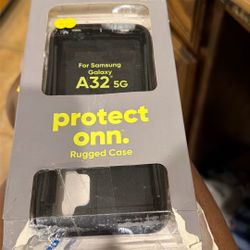 For Samsung
Galaxy
A32 5G
protect
onn.
Rugged Case